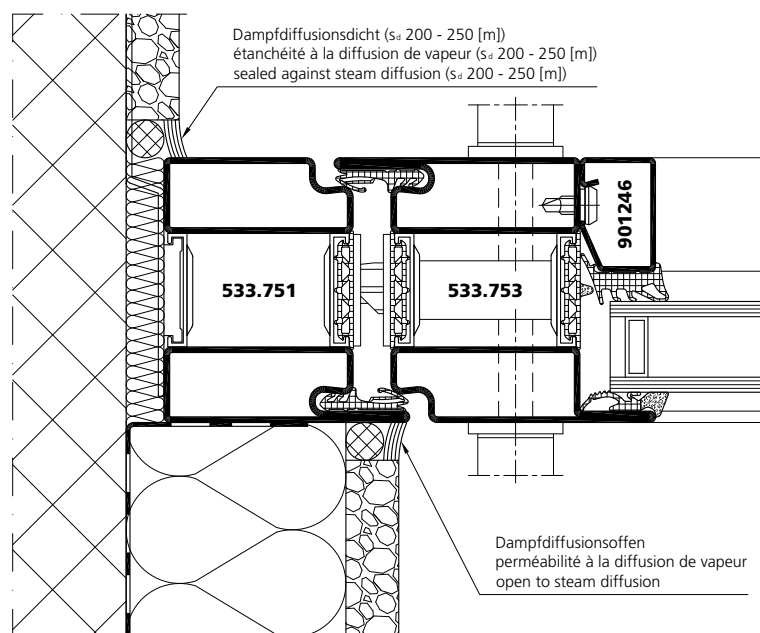 Dampfdiffusionsdicht (sd 200 - 250 [m])
étanchéité à la diffusion de vapeur (sd 200 - 250 [m])
sealed against steam diffusion (sd 200 - 250 [m])
901246
533.751
533.753
Dampfdiffusionsoffen
perméabilité à la diffusion de vapeur
open to steam diffusion